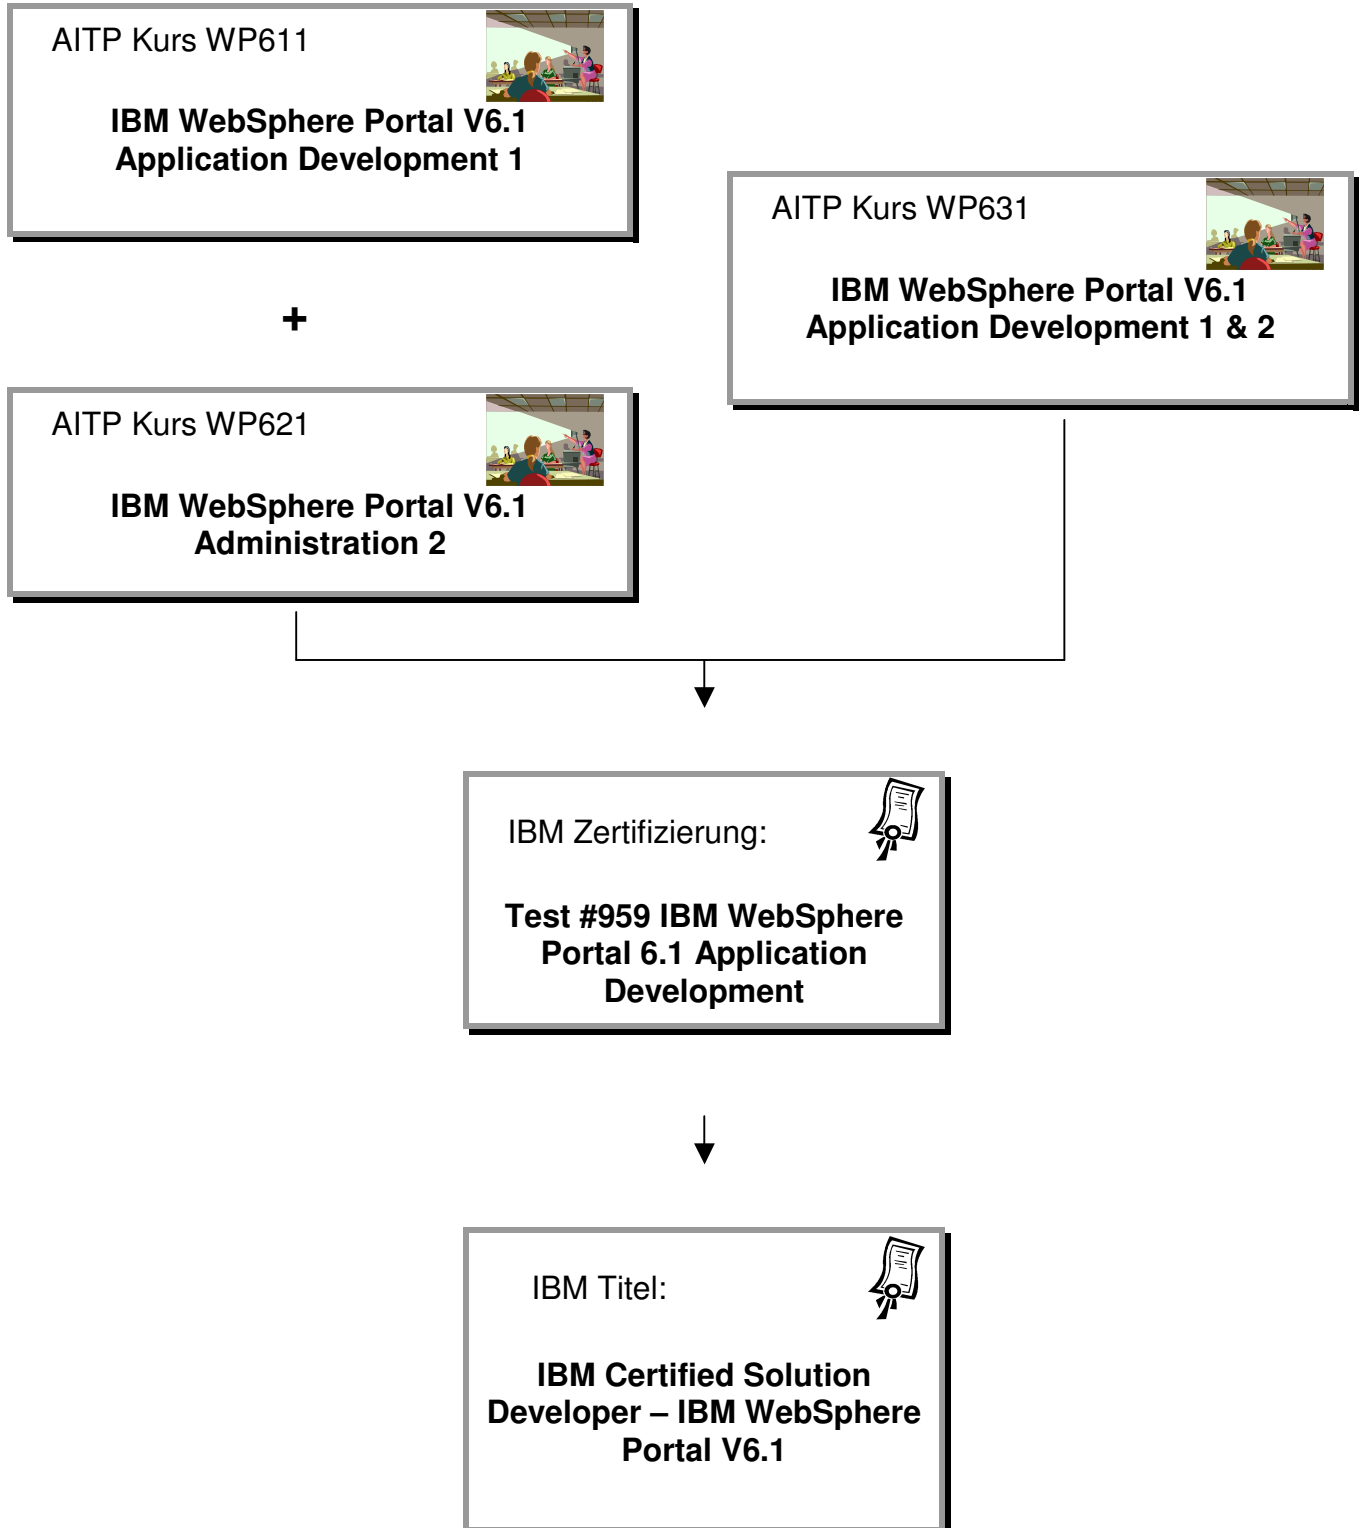 AITP Kurs WP611
IBM WebSphere Portal V6.1
Application Development 1
+
AITP Kurs WP621
IBM WebSphere Portal V6.1
Administration 2
AITP Kurs WP631
IBM WebSphere Portal V6.1
Application Development 1 & 2
IBM Zertifizierung:
Test #959 IBM WebSphere
Portal 6.1 Application
Development
IBM Titel:
IBM Certified Solution
Developer – IBM WebSphere
Portal V6.1